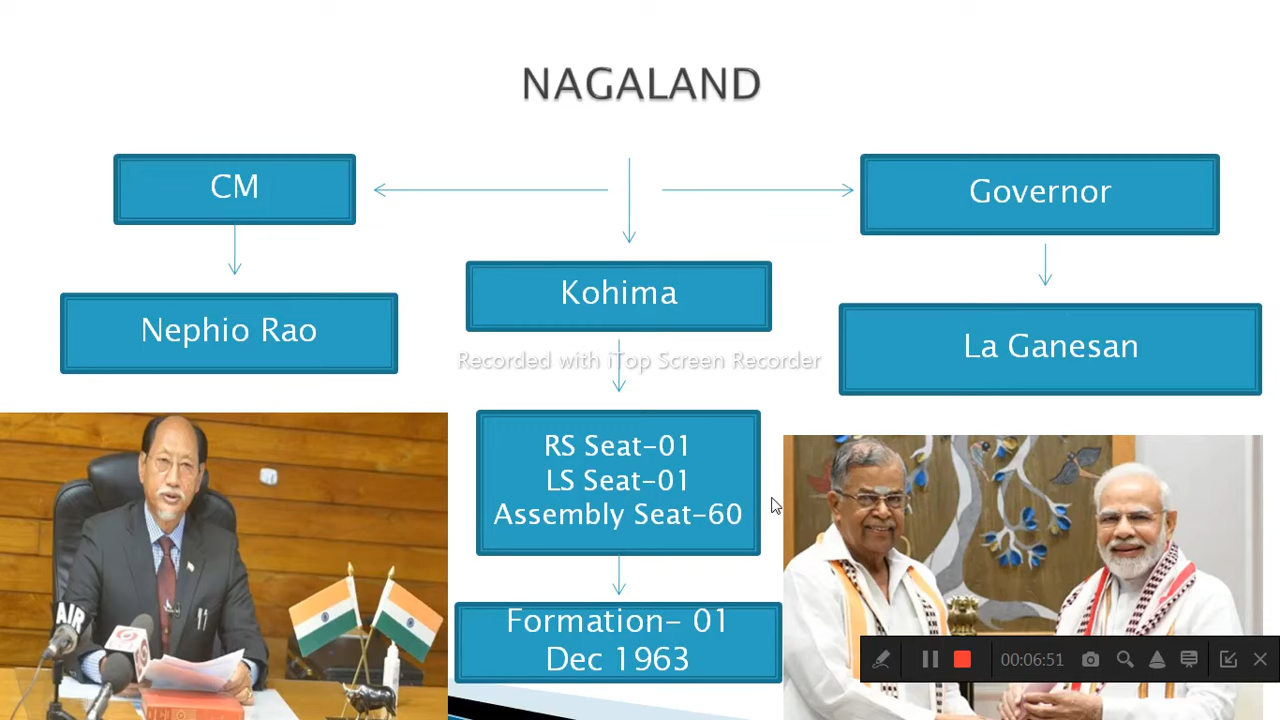 NAGALAND
CM
Governor
Kohima
Nephio Rao
La Ganesan
Recorded with iTop Screen Recorder
RS Seat-01
LS Seat-01
Assembly Seat-60
Formation- 01
Dec 1963
AIR
00:06:51